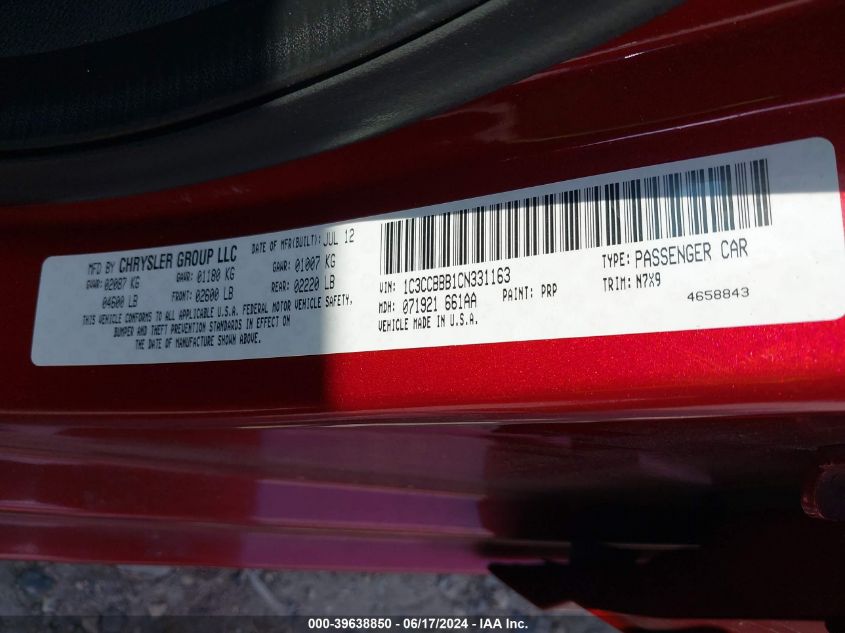 MFD BY CHRYSLER GROUP LLC DATE OF MFR(BUILT): JUL 12
GVWR: 02087 KG GAWR: 01180 KG GAWR: 01007 KG
04600 LB FRONT: 02600 LB REAR: 02220 LB
THIS VEHICLE CONFORMS TO ALL APPLICABLE U.S.A. FEDERAL MOTOR VEHICLE SAFETY,
BUMPER AND THEFT PREVENTION STANDARDS IN EFFECT ON
THE DATE OF MANUFACTURE SHOWN ABOVE.
VIN: 1C3CCBBB1CN331163 TYPE: PASSENGER CAR
MDH: 071921 661AA PAINT: PRP TRIM: N7X9
VEHICLE MADE IN U.S.A. 4658843
000-39638850 - 06/17/2024 - IAA Inc.